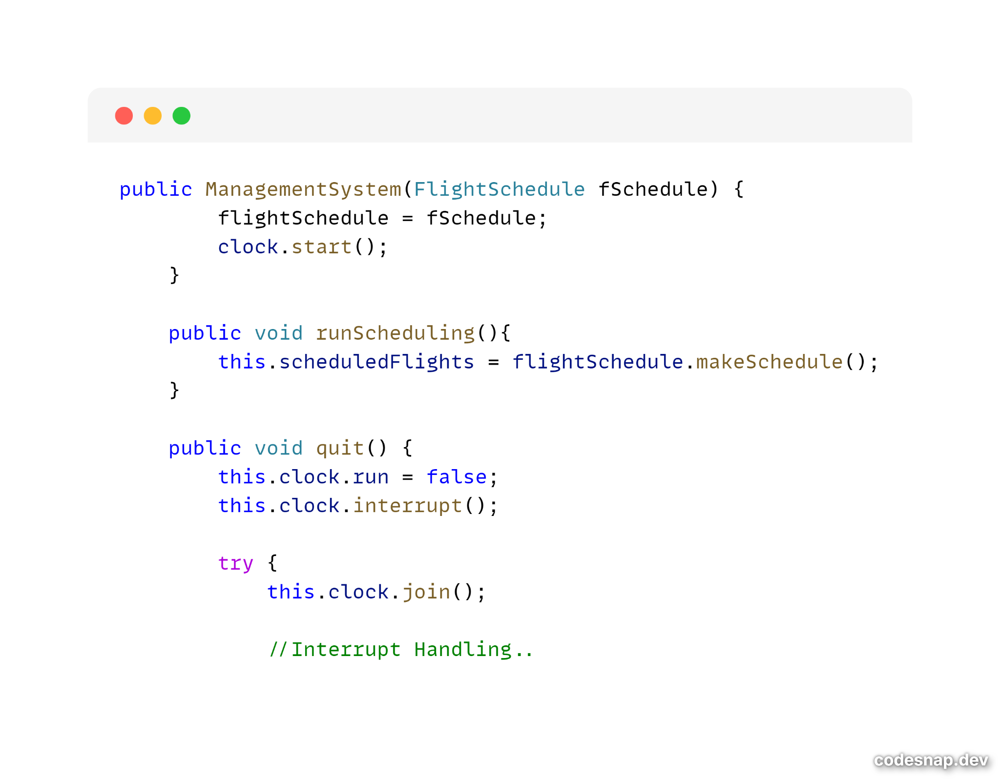 public ManagementSystem(FlightSchedule fSchedule) {
flightSchedule = fSchedule;
clock.start();
}
public void runScheduling(){
this.scheduledFlights = flightSchedule.makeSchedule();
}
public void quit() {
this.clock.run = false;
this.clock.interrupt();
try {
this.clock.join();
//Interrupt Handling..
codesnap.dev